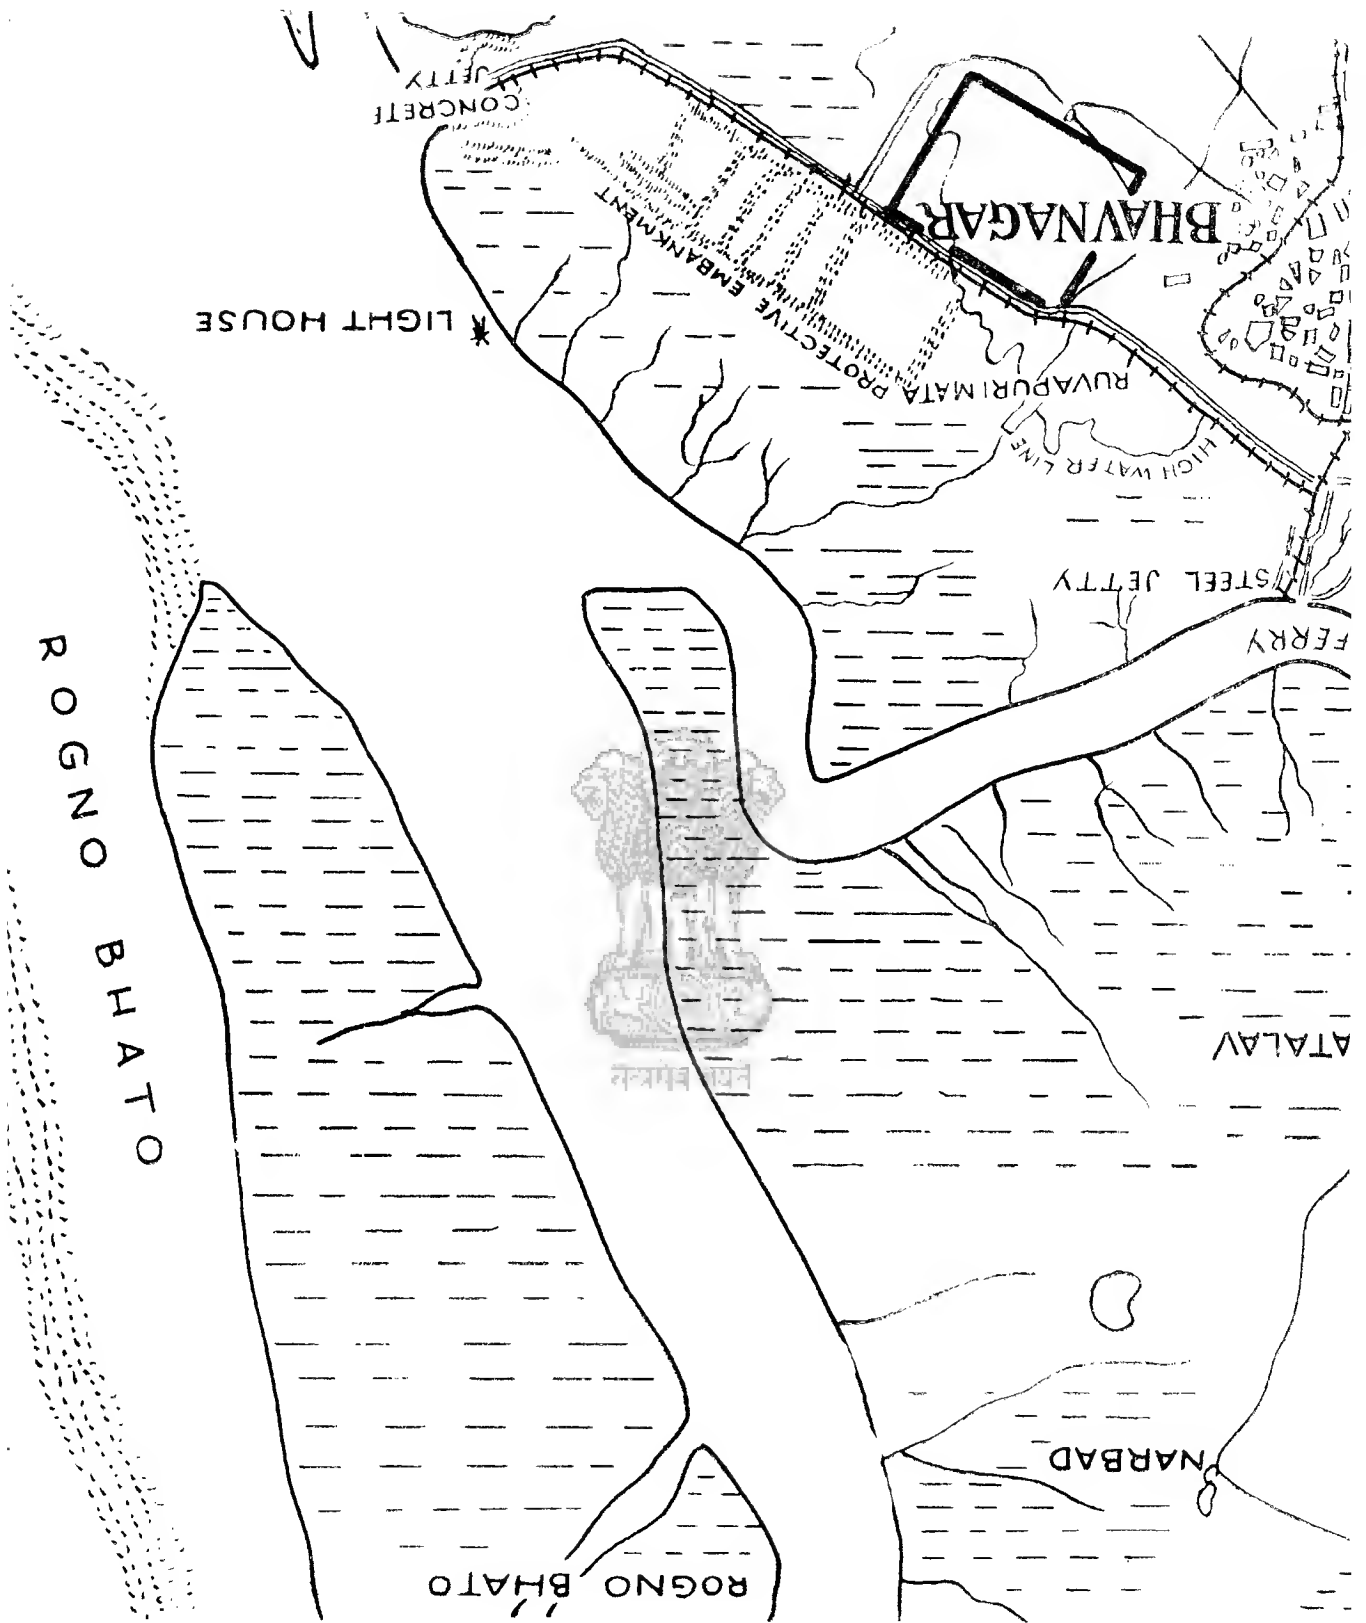 ROGNO BHATO
NARBAD
ATALAV
FERRY
STEEL JETTY
HIGH WATER LINE
RUVAPURIMATA PROTECTIVE EMBANKMENT
LIGHT HOUSE
BHAVNAGAR
CONCRETE
JETTY
ROGNO BHATO